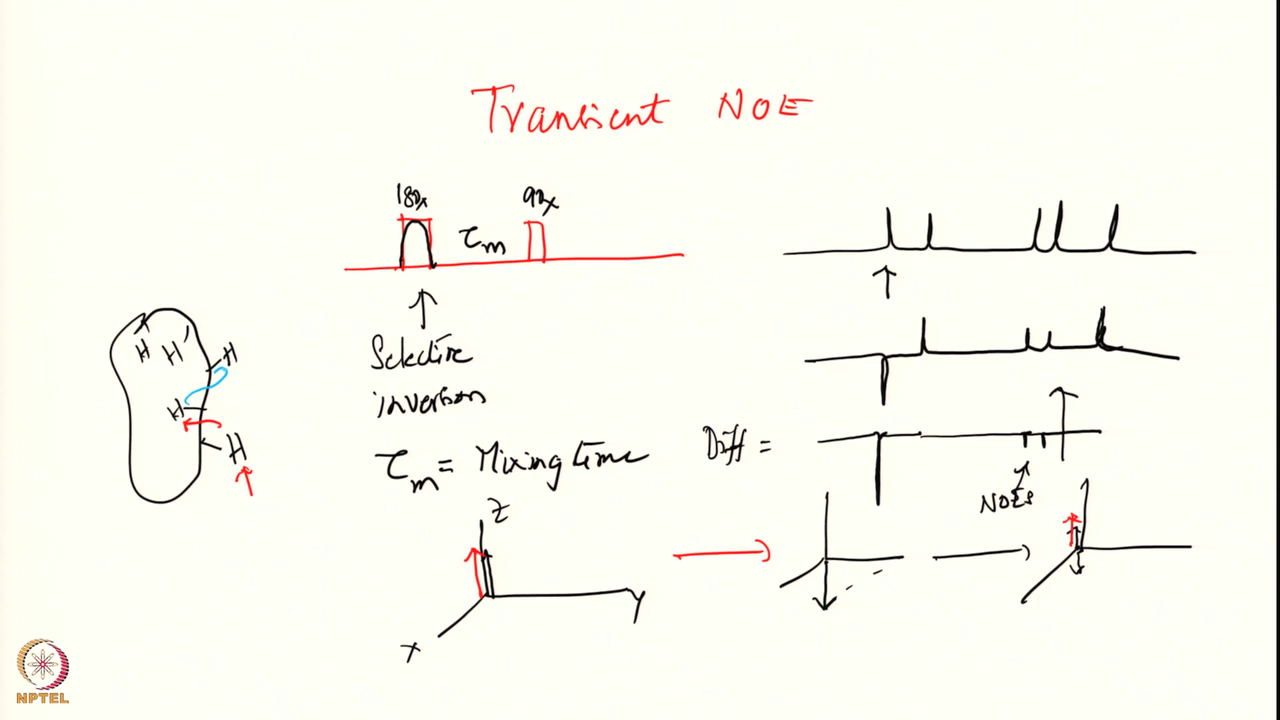 Transient NOE
180x
90x
τm
Selective
inversion
τm = Mixing time
Diff =
NOEs
H H
H
H
H
Z
Y
X
NPTEL